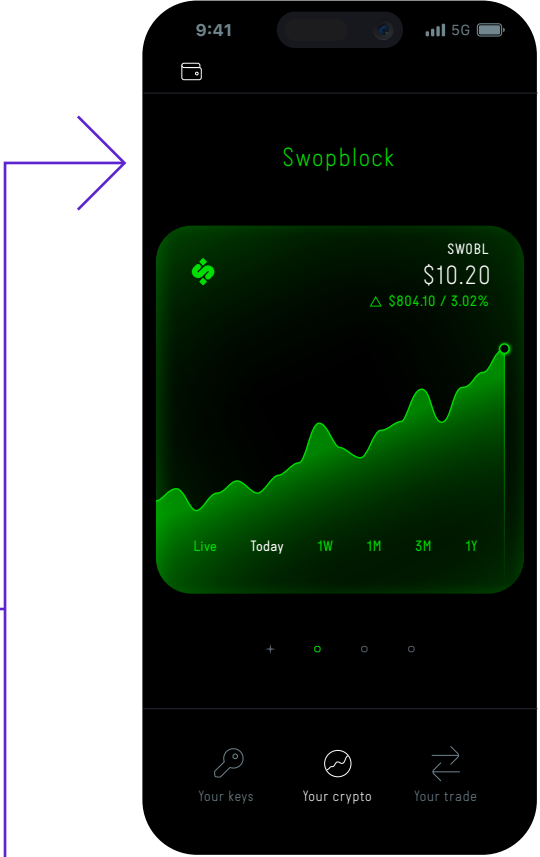 9:41 5G
Swopblock
SWOBL
$10.20
△ $804.10 / 3.02%
Live Today 1W 1M 3M 1Y
Your keys Your crypto Your trade